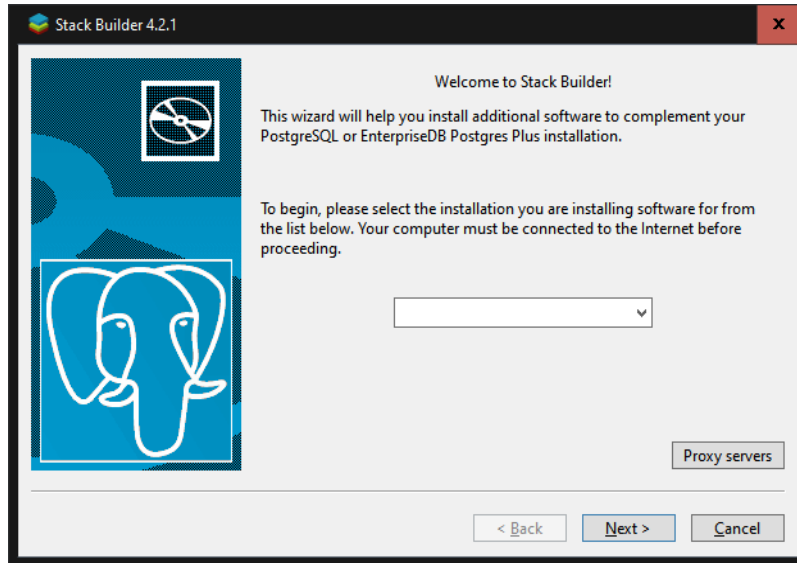 Stack Builder 4.2.1
x
Welcome to Stack Builder!
This wizard will help you install additional software to complement your
PostgreSQL or EnterpriseDB Postgres Plus installation.
To begin, please select the installation you are installing software for from
the list below. Your computer must be connected to the Internet before
proceeding.
Proxy servers
< Back Next > Cancel